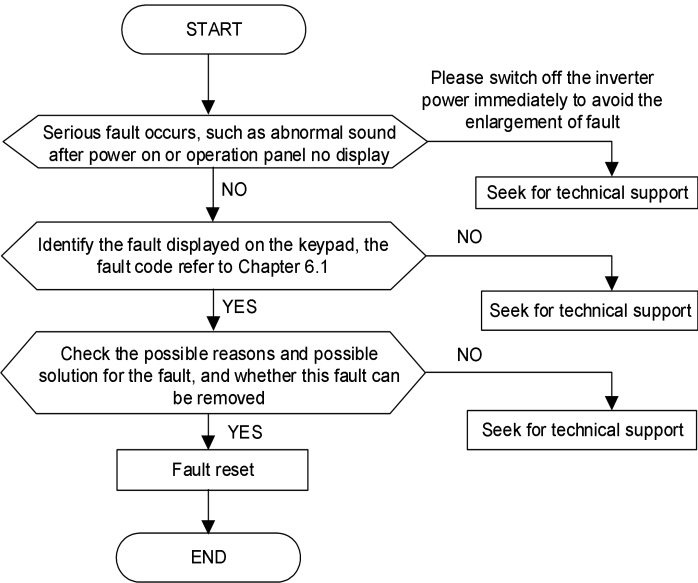 START
Please switch off the inverter
power immediately to avoid the
enlargement of fault
Serious fault occurs, such as abnormal sound
after power on or operation panel no display
Seek for technical support
NO
Identify the fault displayed on the keypad, the
fault code refer to Chapter 6.1
NO
Seek for technical support
YES
Check the possible reasons and possible
solution for the fault, and whether this fault can
be removed
NO
Seek for technical support
YES
Fault reset
END